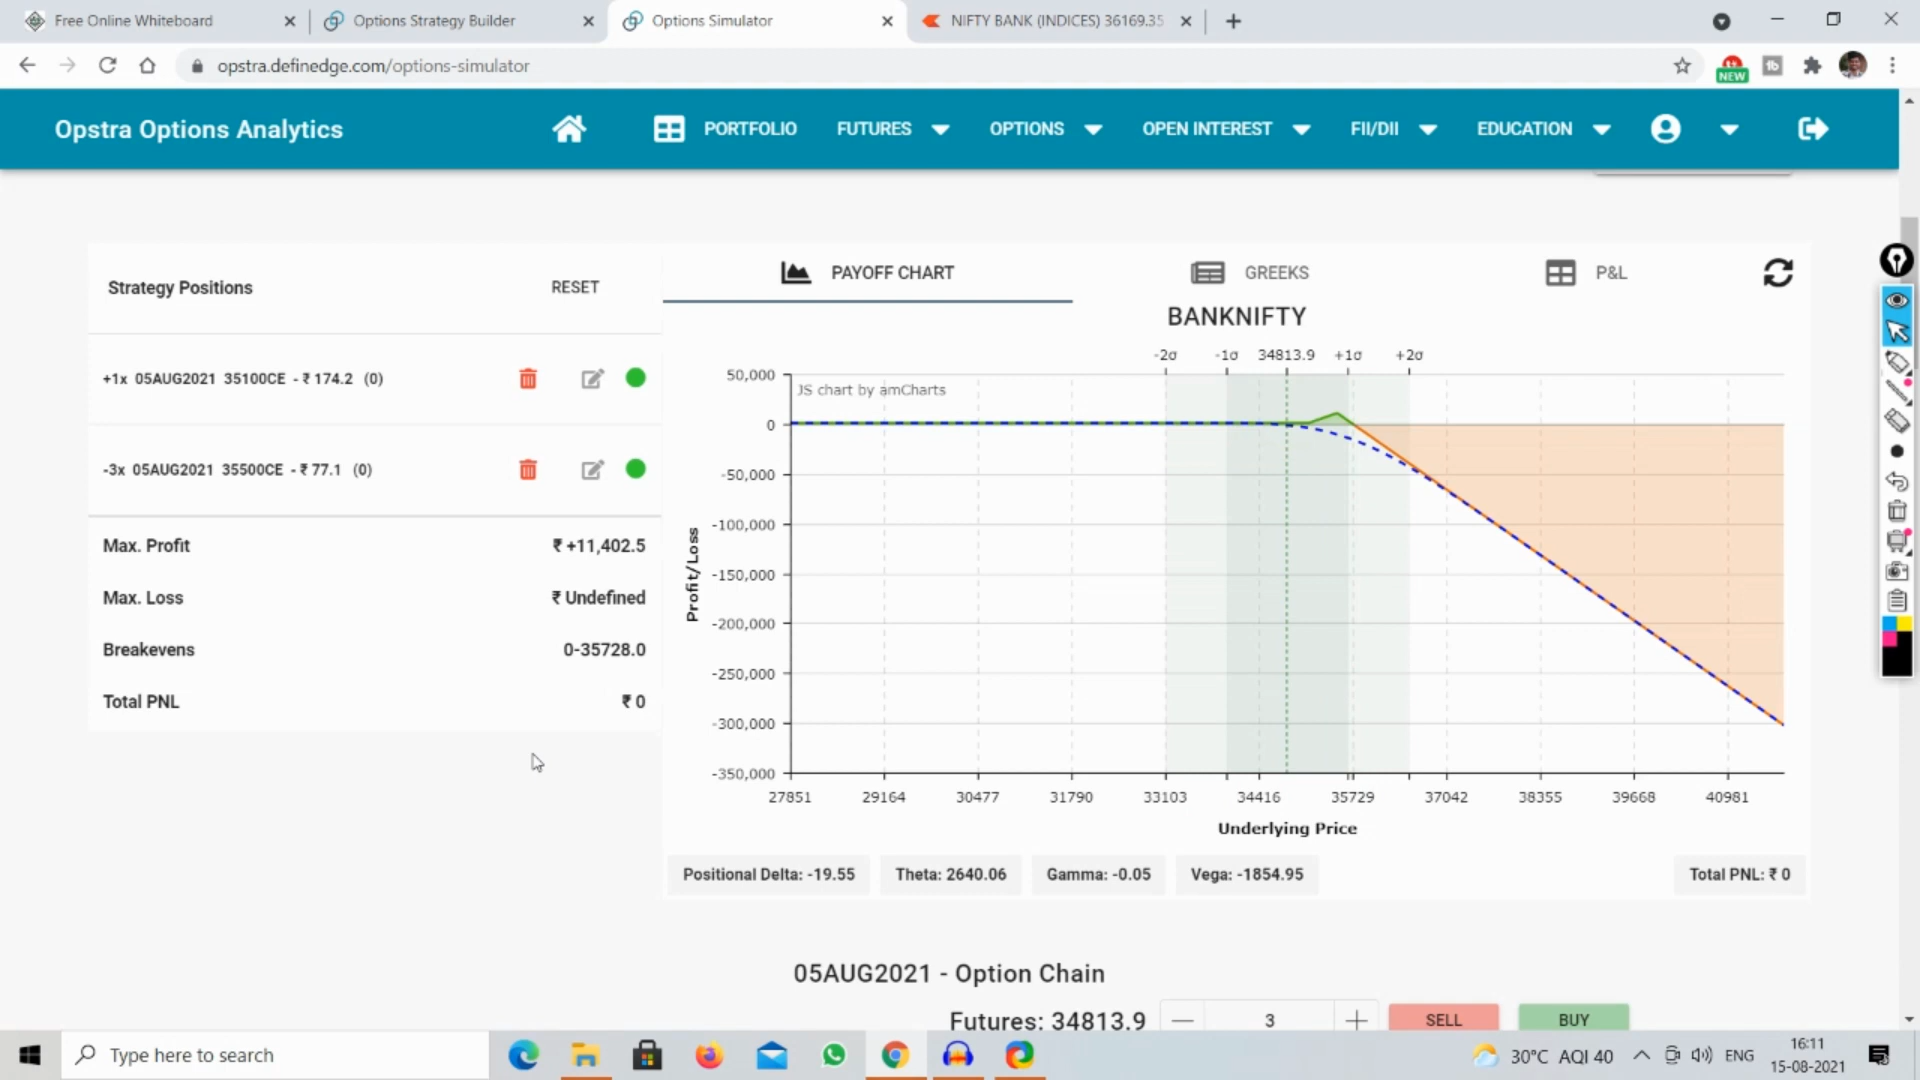 Free Online Whiteboard
Options Strategy Builder
Options Simulator
NIFTY BANK (INDICES) 36169.35
opstra.definedge.com/options-simulator
NEW
Opstra Options Analytics
PORTFOLIO
FUTURES
OPTIONS
OPEN INTEREST
FII/DII
EDUCATION
Strategy Positions
RESET
+1x 05AUG2021 35100CE - ₹ 174.2 (0)
-3x 05AUG2021 35500CE - ₹ 77.1 (0)
Max. Profit
₹ +11,402.5
Max. Loss
₹ Undefined
Breakevens
0-35728.0
Total PNL
₹ 0
PAYOFF CHART
GREEKS
P&L
BANKNIFTY
-2σ -1σ 34813.9 +1σ +2σ
JS chart by amCharts
50,000
0
-50,000
-100,000
-150,000
-200,000
-250,000
-300,000
-350,000
Profit/Loss
27851 29164 30477 31790 33103 34416 35729 37042 38355 39668 40981
Underlying Price
Positional Delta: -19.55
Theta: 2640.06
Gamma: -0.05
Vega: -1854.95
Total PNL: ₹ 0
05AUG2021 - Option Chain
Futures: 34813.9
3
SELL
BUY
Type here to search
30°C AQI 40
ENG
16:11
15-08-2021